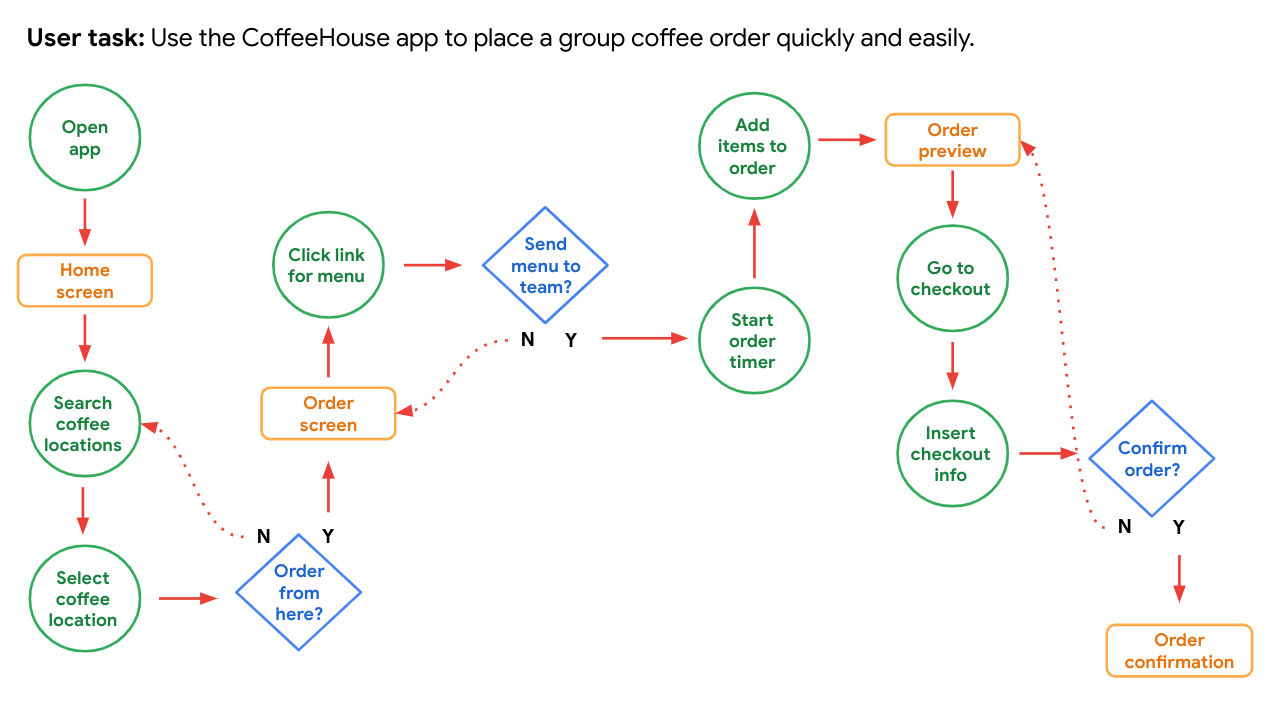 User task: Use the CoffeeHouse app to place a group coffee order quickly and easily.
Open
app
Home
screen
Search
coffee
locations
Select
coffee
location
Order
from
here?
N
Y
Order
screen
Click link
for menu
Send
menu to
team?
N
Y
Start
order
timer
Add
items to
order
Order
preview
Go to
checkout
Insert
checkout
info
Confirm
order?
N
Y
Order
confirmation